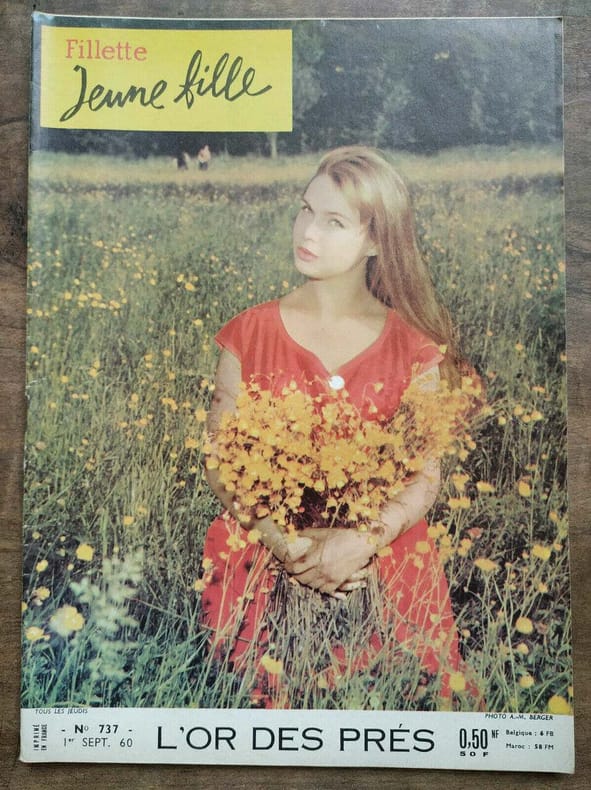 Fillette
Jeune fille
TOUS LES JEUDIS
PHOTO A.-M. BERGER
IMPRIMÉ
EN FRANCE
- No 737 -
1er SEPT. 60
L'OR DES PRÉS
0,50 NF
50 F
Belgique : 6 FB
Maroc : 58 FM